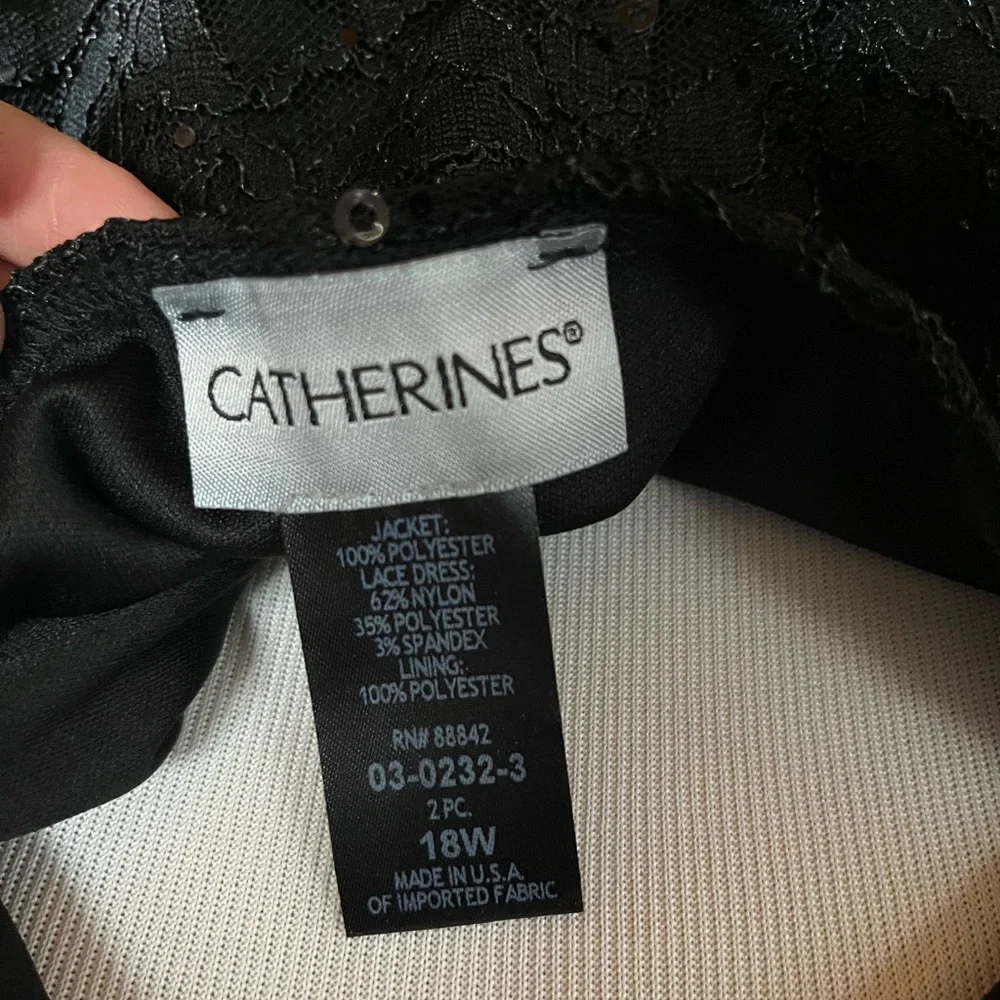 CATHERINES®
JACKET:
100% POLYESTER
LACE DRESS:
62% NYLON
35% POLYESTER
3% SPANDEX
LINING:
100% POLYESTER
RN# 88842
03-0232-3
2 PC.
18W
MADE IN U.S.A.
OF IMPORTED FABRIC